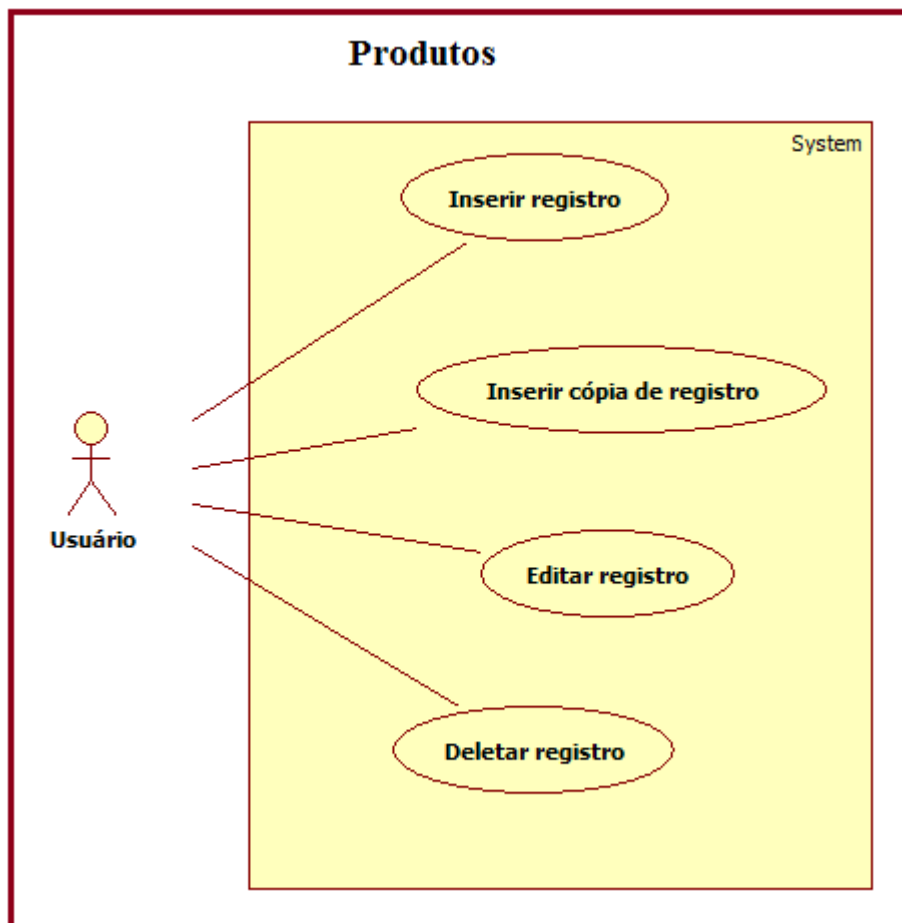 Produtos
System
Inserir registro
Inserir cópia de registro
Usuário
Editar registro
Deletar registro